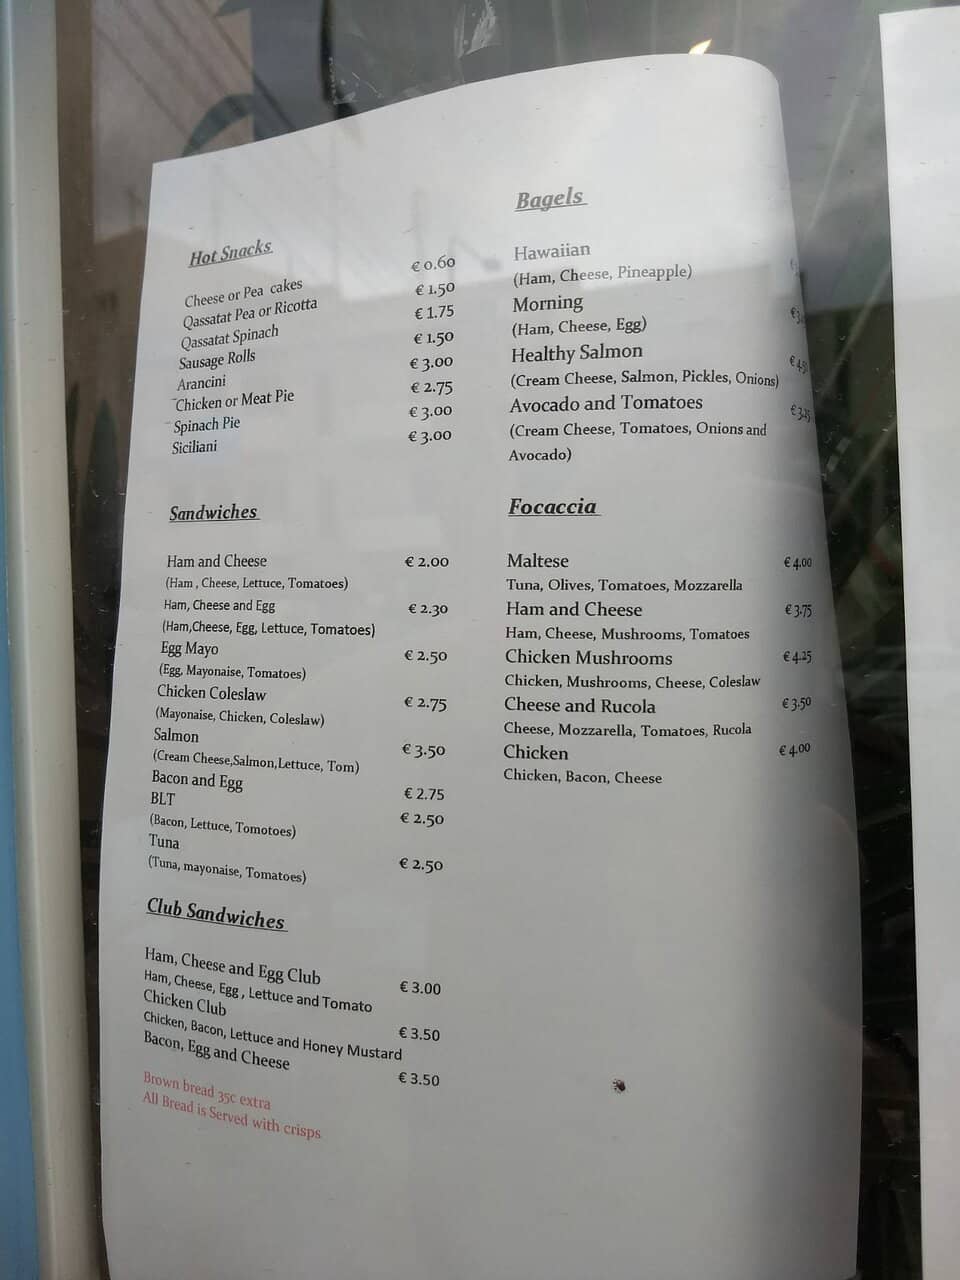 Hot Snacks
Cheese or Pea cakes € 0.60
Qassatat Pea or Ricotta € 1.50
Qassatat Spinach € 1.75
Sausage Rolls € 1.50
Arancini € 3.00
Chicken or Meat Pie € 2.75
Spinach Pie € 3.00
Siciliani € 3.00
Sandwiches
Ham and Cheese € 2.00
(Ham , Cheese, Lettuce, Tomatoes)
Ham, Cheese and Egg € 2.30
(Ham,Cheese, Egg, Lettuce, Tomatoes)
Egg Mayo € 2.50
(Egg, Mayonaise, Tomatoes)
Chicken Coleslaw € 2.75
(Mayonaise, Chicken, Coleslaw)
Salmon € 3.50
(Cream Cheese,Salmon,Lettuce, Tom)
Bacon and Egg € 2.75
BLT € 2.50
(Bacon, Lettuce, Tomotoes)
Tuna € 2.50
(Tuna, mayonaise, Tomatoes)
Club Sandwiches
Ham, Cheese and Egg Club € 3.00
Ham, Cheese, Egg , Lettuce and Tomato
Chicken Club € 3.50
Chicken, Bacon, Lettuce and Honey Mustard
Bacon, Egg and Cheese € 3.50
Brown bread 35c extra
All Bread is Served with crisps
Bagels
Hawaiian
(Ham, Cheese, Pineapple)
Morning
(Ham, Cheese, Egg)
Healthy Salmon
(Cream Cheese, Salmon, Pickles, Onions)
Avocado and Tomatoes € 3.25
(Cream Cheese, Tomatoes, Onions and
Avocado)
Focaccia
Maltese € 4.00
Tuna, Olives, Tomatoes, Mozzarella
Ham and Cheese € 3.75
Ham, Cheese, Mushrooms, Tomatoes
Chicken Mushrooms € 4.25
Chicken, Mushrooms, Cheese, Coleslaw
Cheese and Rucola € 3.50
Cheese, Mozzarella, Tomatoes, Rucola
Chicken € 4.00
Chicken, Bacon, Cheese